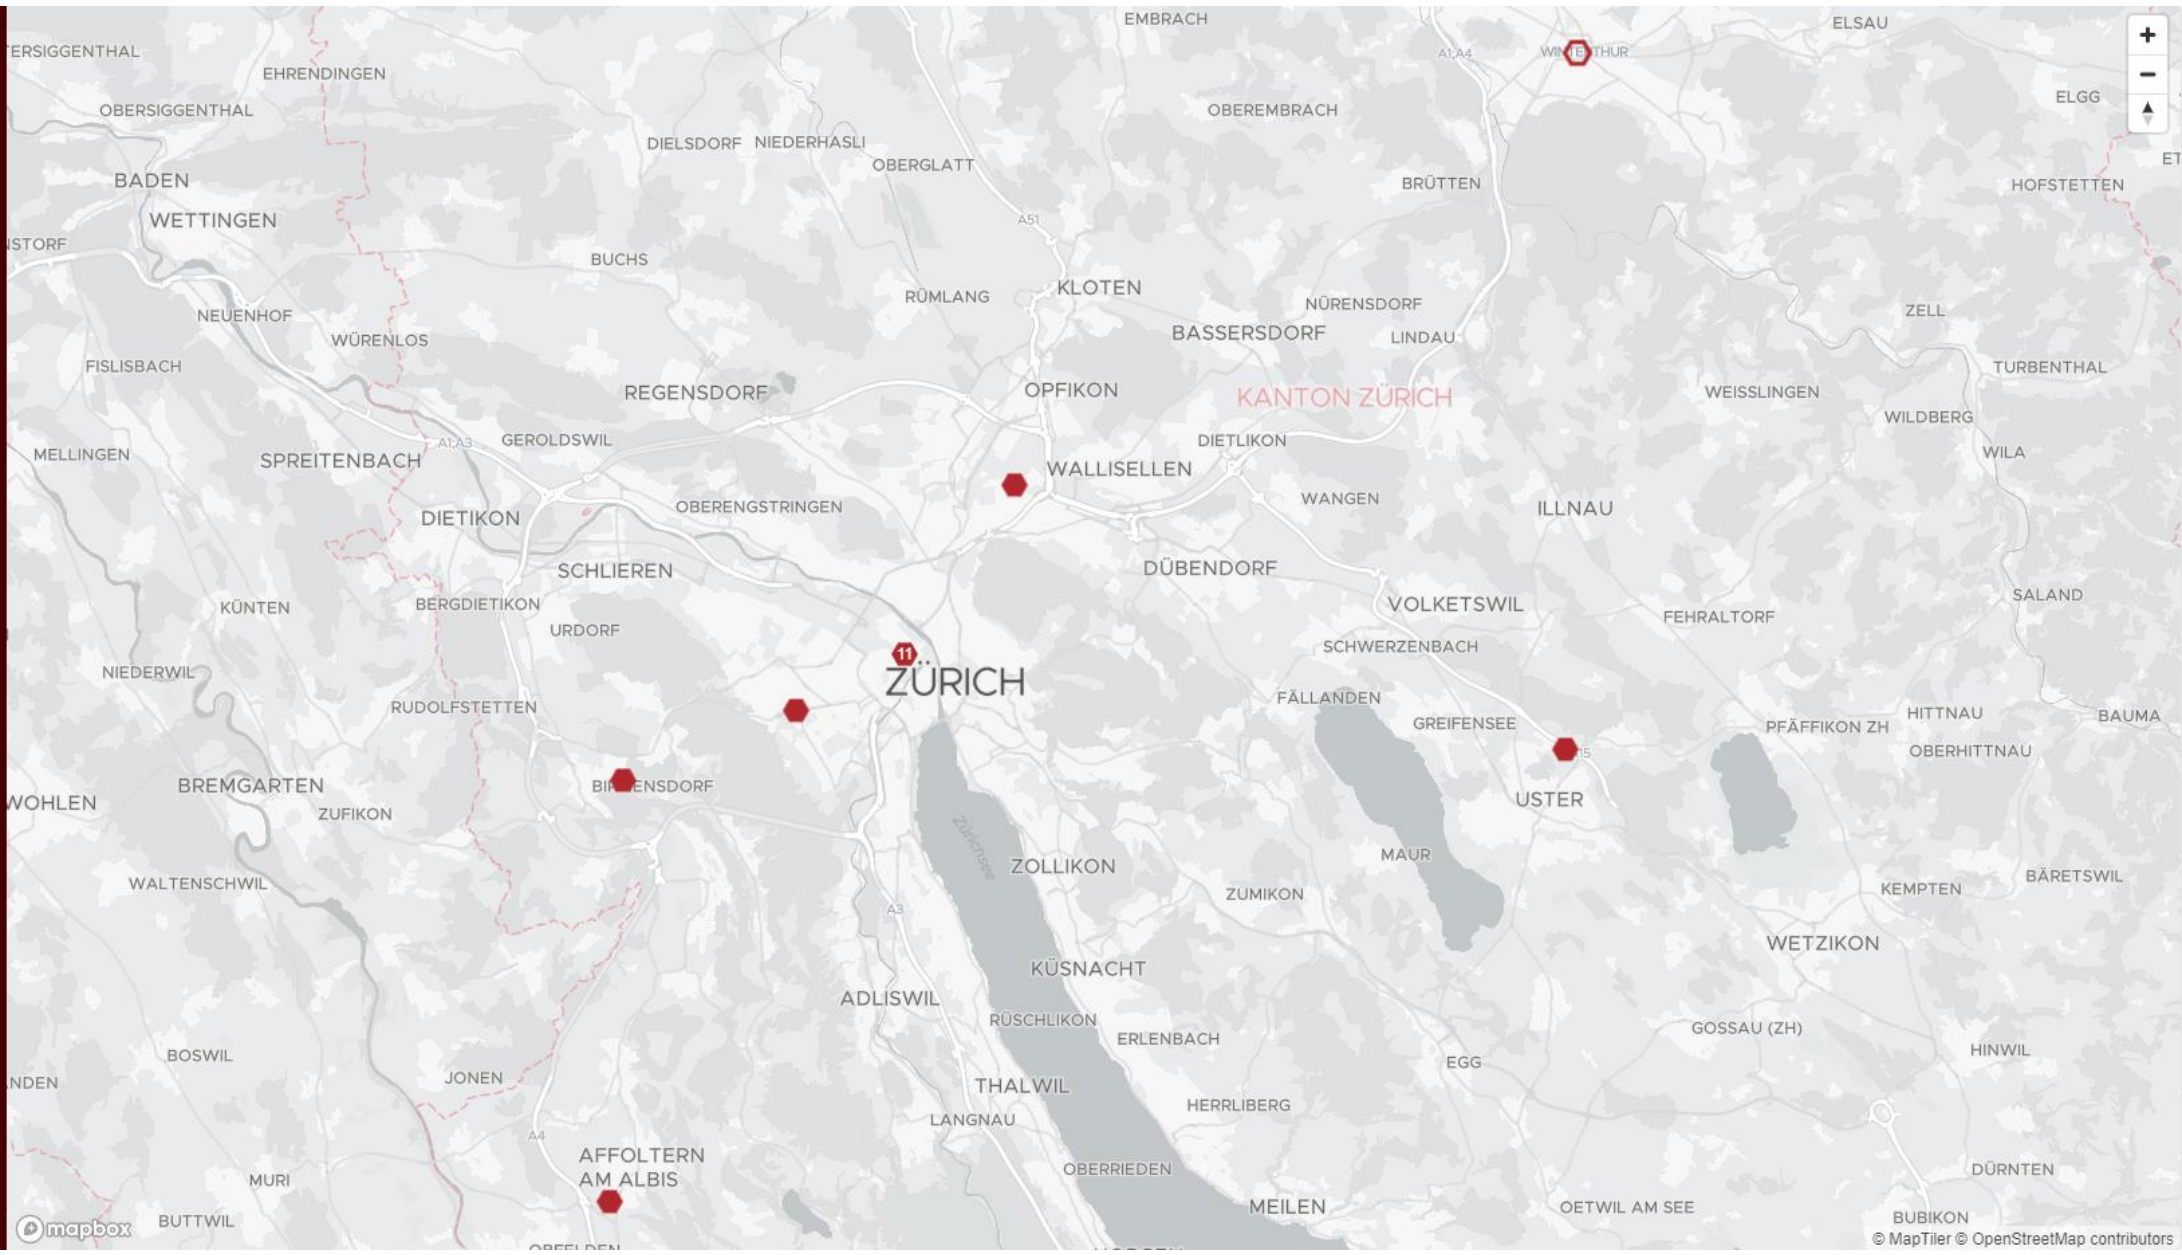 EMBRACH
ELSAU
ERSIGGENTHAL
A1;A4
EHRENDINGEN
ELGG
OBERSIGGENTHAL
OBEREMBRACH
DIELSDORF
NIEDERHASLI
OBERGLATT
ET
BADEN
BRÜTTEN
HOFSTETTEN
WETTINGEN
A51
NSTORF
BUCHS
KLOTEN
RÜMLANG
NÜRENSDORF
NEUENHOF
ZELL
WÜRENLOS
BASSERSDORF
LINDAU
FISLISBACH
TURBENTHAL
REGENSDORF
OPFIKON
KANTON ZÜRICH
WEISSLINGEN
WILDBERG
A1;A3
GEROLDSWIL
DIETLIKON
MELLINGEN
SPREITENBACH
WALLISELLEN
WILA
WANGEN
OBERENGSTRINGEN
ILLNAU
DIETIKON
SCHLIEREN
DÜBENDORF
SALAND
KÜNTEN
BERGDIETIKON
VOLKETSWIL
FEHRALTORF
URDORF
SCHWERZENBACH
11
NIEDERWIL
ZÜRICH
RUDOLFSTETTEN
FÄLLANDEN
GREIFENSEE
PFÄFFIKON ZH
HITTNAU
BAUMA
OBERHITTNAU
15
BREMGARTEN
USTER
WOHLEN
ZUFIKON
Zürichsee
MAUR
ZOLLIKON
WALTENSCHWIL
ZUMIKON
KEMPTEN
BÄRETSWIL
A3
WETZIKON
KÜSNACHT
ADLISWIL
RÜSCHLIKON
ERLENBACH
GOSSAU (ZH)
BOSWIL
EGG
HINWIL
NDEN
JONEN
THALWIL
LANGNAU
HERRLIBERG
A4
AFFOLTERN
AM ALBIS
MURI
OBERRIEDEN
DÜRNTEN
MEILEN
OETWIL AM SEE
BUTTWIL
BUBIKON
mapbox
© MapTiler © OpenStreetMap contributors